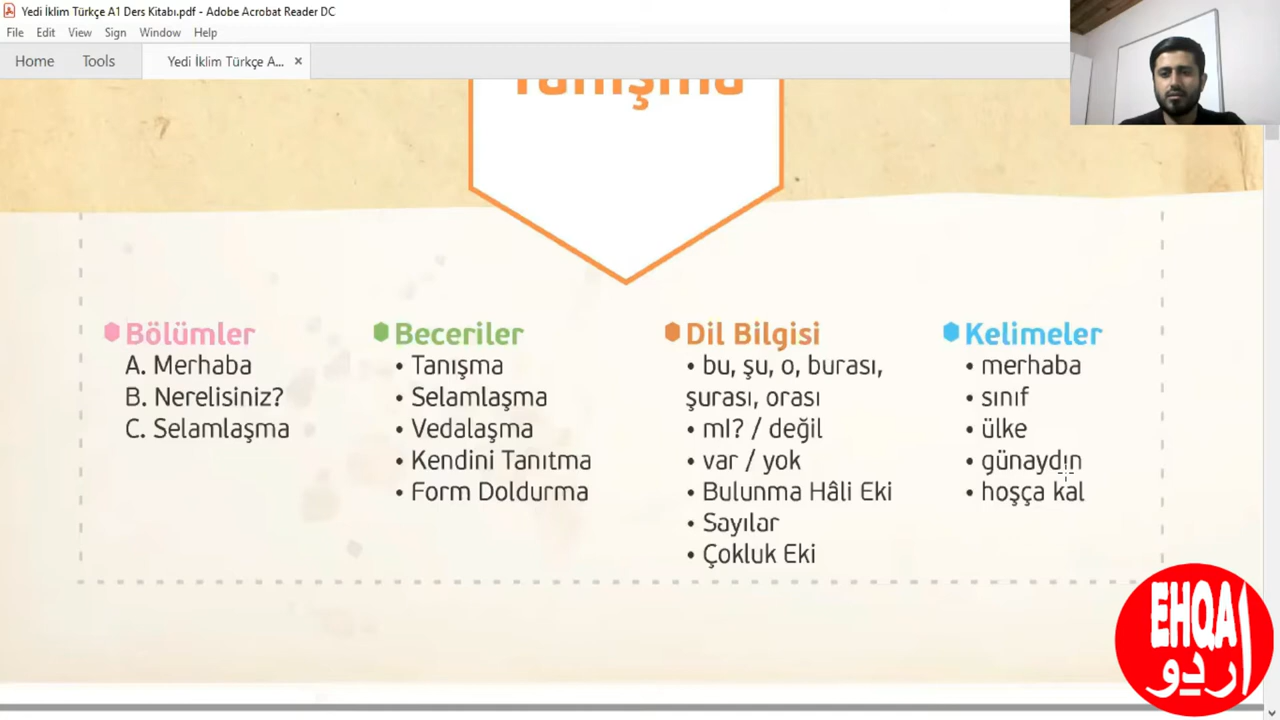 Yedi İklim Türkçe A1 Ders Kitabı.pdf - Adobe Acrobat Reader DC
File Edit View Sign Window Help
Home Tools Yedi İklim Türkçe A... ×
Tanışma
Bölümler
A. Merhaba
B. Nerelisiniz?
C. Selamlaşma
Beceriler
• Tanışma
• Selamlaşma
• Vedalaşma
• Kendini Tanıtma
• Form Doldurma
Dil Bilgisi
• bu, şu, o, burası,
şurası, orası
• mI? / değil
• var / yok
• Bulunma Hâli Eki
• Sayılar
• Çokluk Eki
Kelimeler
• merhaba
• sınıf
• ülke
• günaydın
• hoşça kal
EHQA
اردو